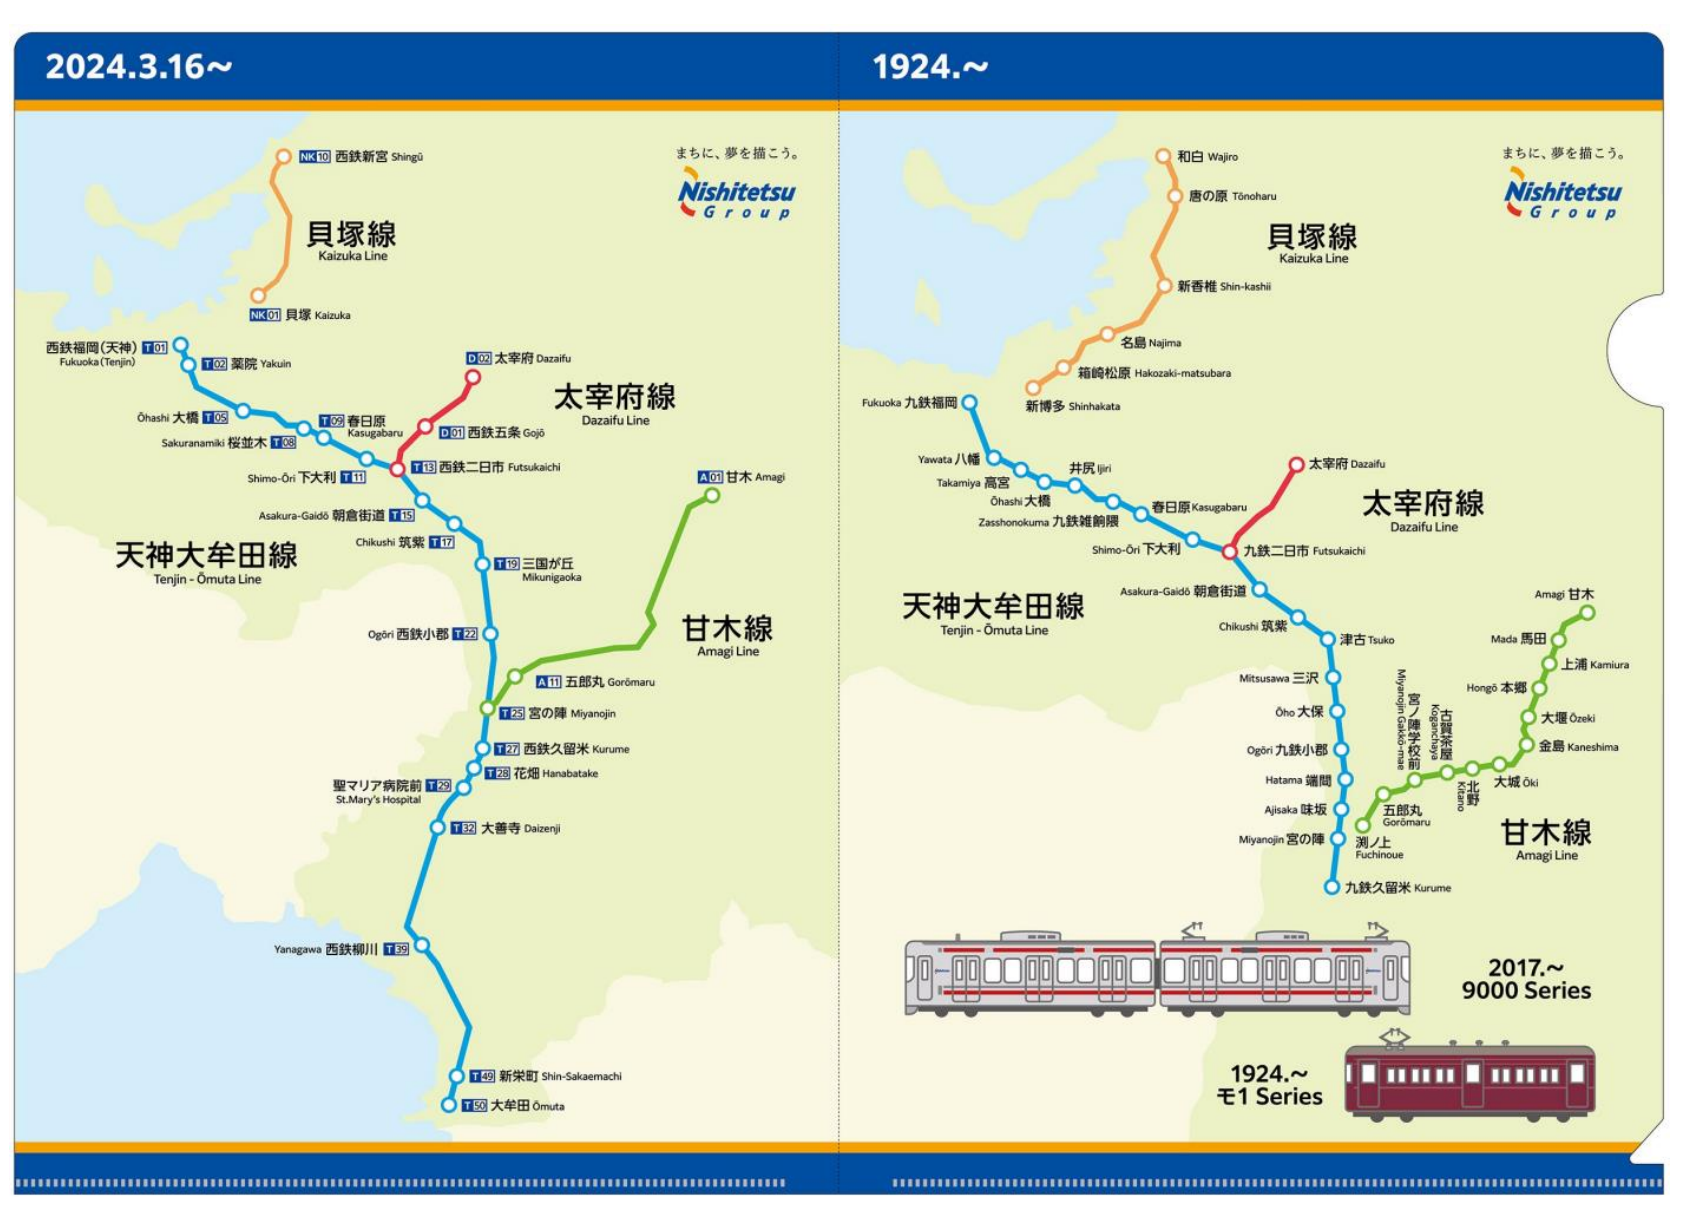 2024.3.16～
NK10 西鉄新宮 Shingū
まちに、夢を描こう。
Nishitetsu
Group
貝塚線
Kaizuka Line
NK01 貝塚 Kaizuka
西鉄福岡（天神） T01
Fukuoka（Tenjin）
T02 薬院 Yakuin
D02 太宰府 Dazaifu
太宰府線
Dazaifu Line
Ōhashi 大橋 T05
T09 春日原
Kasugabaru
D01 西鉄五条 Gojō
Sakuranamiki 桜並木 T08
T13 西鉄二日市 Futsukaichi
Shimo-Ōri 下大利 T11
A01 甘木 Amagi
Asakura-Gaidō 朝倉街道 T15
Chikushi 筑紫 T17
天神大牟田線
Tenjin - Ōmuta Line
T19 三国が丘
Mikunigaoka
Ogōri 西鉄小郡 T22
甘木線
Amagi Line
A11 五郎丸 Gorōmaru
T25 宮の陣 Miyanojin
T27 西鉄久留米 Kurume
T28 花畑 Hanabatake
聖マリア病院前 T29
St.Mary's Hospital
T32 大善寺 Daizenji
Yanagawa 西鉄柳川 T39
T49 新栄町 Shin-Sakaemachi
T50 大牟田 Ōmuta
1924.～
和白 Wajiro
まちに、夢を描こう。
Nishitetsu
Group
唐の原 Tōnoharu
貝塚線
Kaizuka Line
新香椎 Shin-kashii
名島 Najima
箱崎松原 Hakozaki-matsubara
新博多 Shinhakata
Fukuoka 九鉄福岡
Yawata 八幡
井尻 Ijiri
太宰府 Dazaifu
Takamiya 高宮
太宰府線
Dazaifu Line
Ōhashi 大橋
春日原 Kasugabaru
Zasshonokuma 九鉄雑餉隈
Shimo-Ōri 下大利
九鉄二日市 Futsukaichi
Asakura-Gaidō 朝倉街道
天神大牟田線
Tenjin - Ōmuta Line
Chikushi 筑紫
津古 Tsuko
Mitsusawa 三沢
Ōho 大保
Ogōri 九鉄小郡
Hatama 端間
Ajisaka 味坂
Miyanojin 宮の陣
九鉄久留米 Kurume
Amagi 甘木
Mada 馬田
上浦 Kamiura
Hongō 本郷
大堰 Ōzeki
金島 Kaneshima
大城 Ōki
北野
Kitano
古賀茶屋
Koganchaya
宮ノ陣学校前
Miyanojin Gakkō-mae
五郎丸
Gorōmaru
渕ノ上
Fuchinoue
甘木線
Amagi Line
2017.～
9000 Series
1924.～
モ1 Series